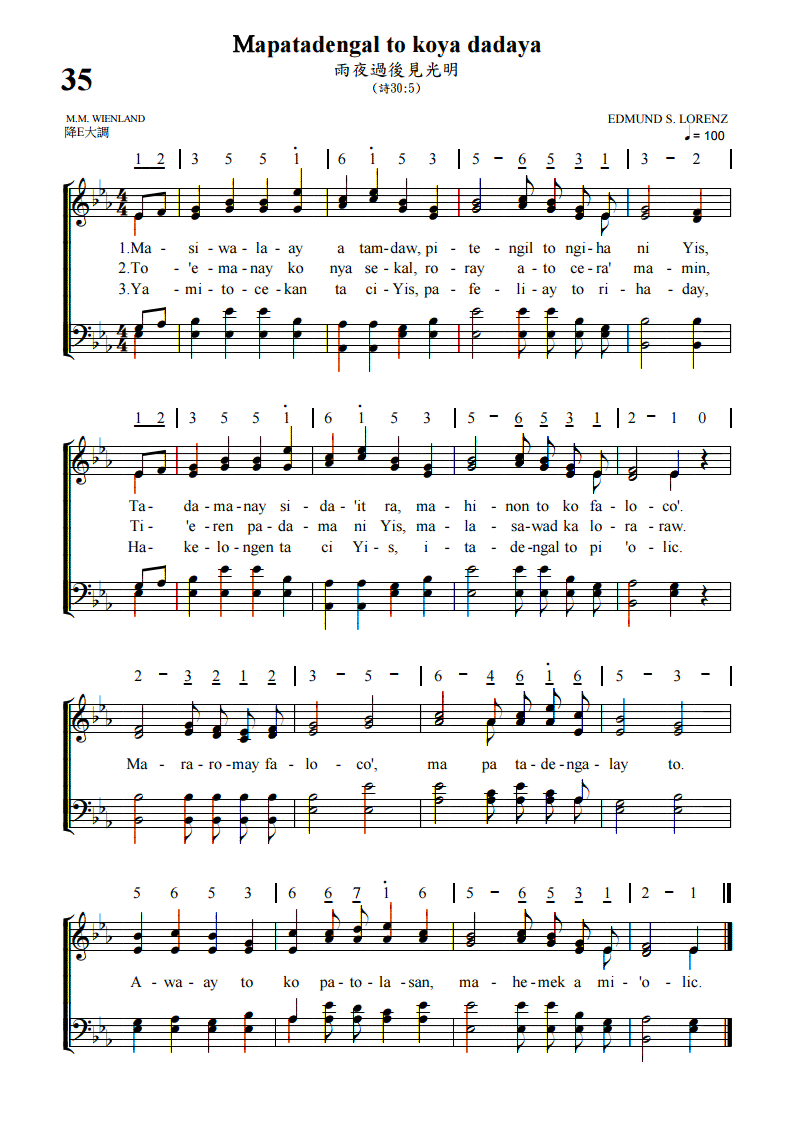 Mapatadengal to koya dadaya
雨夜過後見光明
(詩30:5)
35
M.M. WIENLAND
EDMUND S. LORENZ
降E大調
♩ = 100
1 2 | 3 5 5 1 | 6 1 5 3 | 5 - 6 5 3 1 | 3 - 2 |
1.Ma - si - wa - la - ay a tam - daw, pi - te - ngil to ngi - ha ni Yis,
2.To - 'e - ma - nay ko nya se - kal, ro - ray a - to ce - ra' ma - min,
3.Ya - mi - to - ce - kan ta ci - Yis, pa - fe - li - ay to ri - ha - day,
1 2 | 3 5 5 1 | 6 1 5 3 | 5 - 6 5 3 1 | 2 - 1 0 |
Ta - da - ma - nay si - da - 'it ra, ma - hi - non to ko fa - lo - co'.
Ti - 'e - ren pa - da - ma ni Yis, ma - la - sa - wad ka lo - ra - raw.
Ha - ke - lo - ngen ta ci Yi - s, i - ta - de - ngal to pi 'o - lic.
2 - 3 2 1 2 | 3 - 5 - | 6 - 4 6 1 6 | 5 - 3 - |
Ma - ra - ro - may fa - lo - co', ma pa ta - de - nga - lay to.
5 6 5 3 | 6 6 7 1 6 | 5 - 6 5 3 1 | 2 - 1 ‖
A - wa - ay to ko pa - to - la - san, ma - he - mek a mi - 'o - lic.